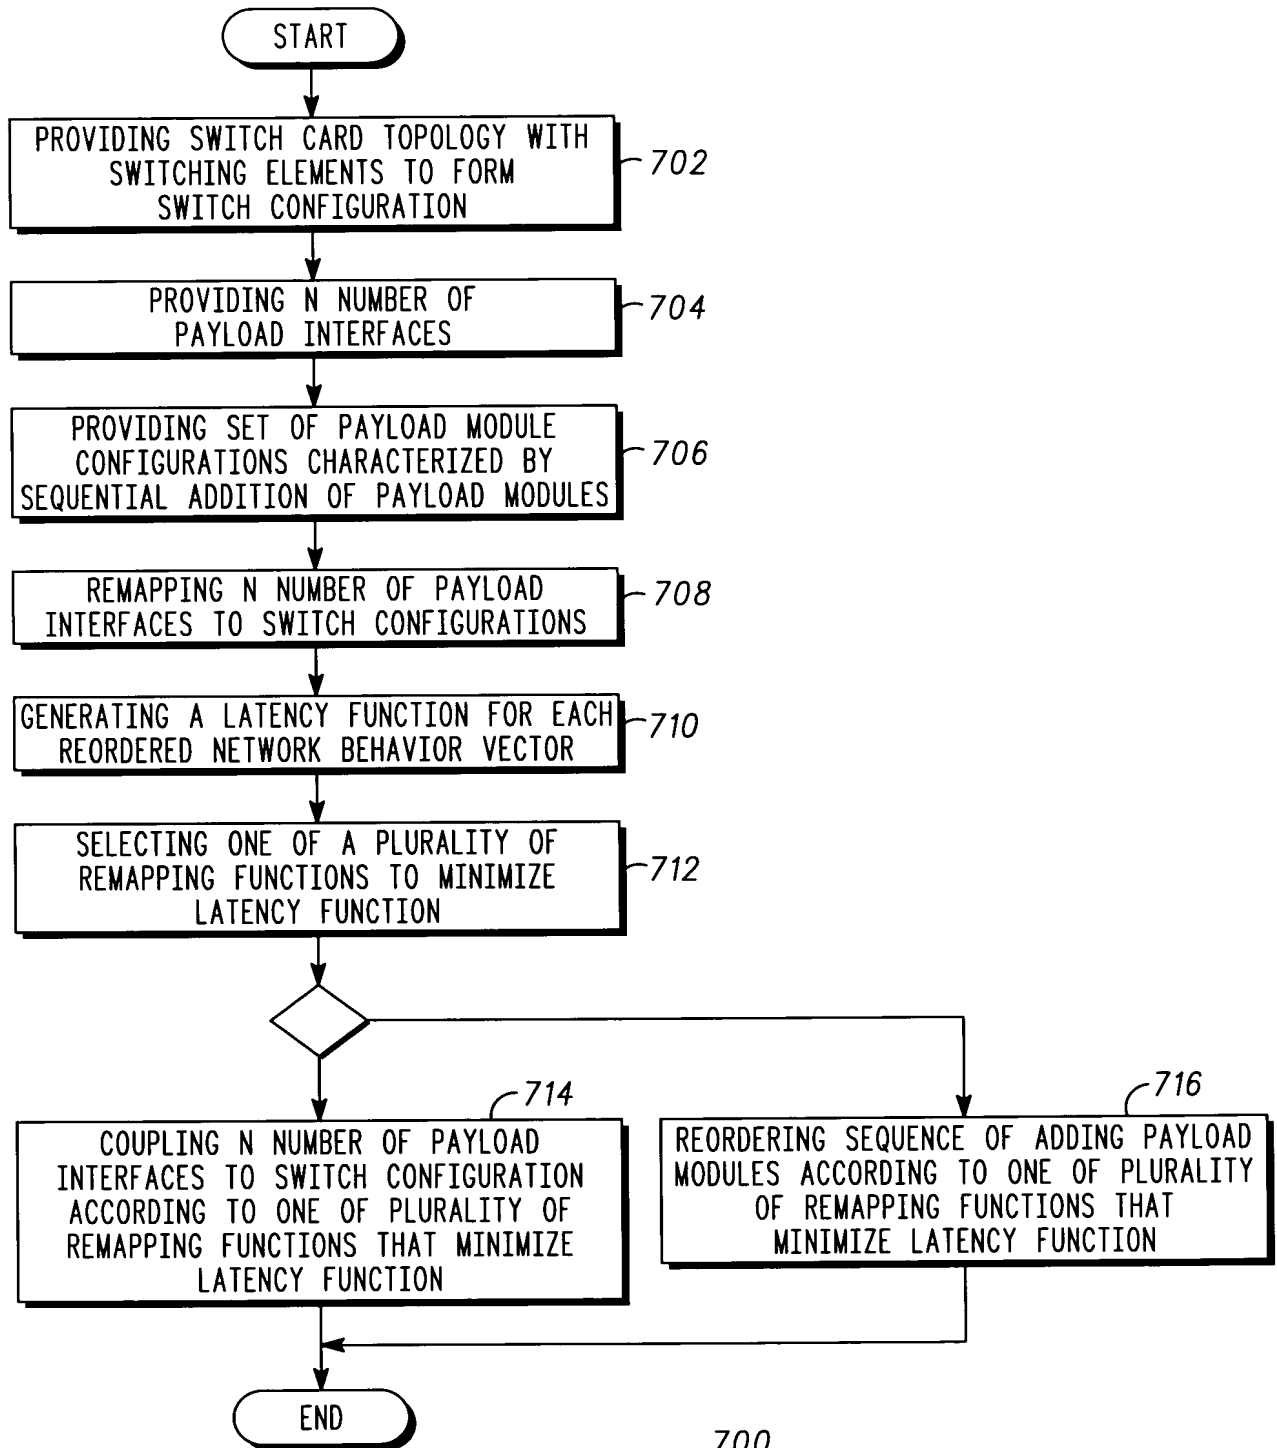 START
PROVIDING SWITCH CARD TOPOLOGY WITH
SWITCHING ELEMENTS TO FORM
SWITCH CONFIGURATION
702
PROVIDING N NUMBER OF
PAYLOAD INTERFACES
704
PROVIDING SET OF PAYLOAD MODULE
CONFIGURATIONS CHARACTERIZED BY
SEQUENTIAL ADDITION OF PAYLOAD MODULES
706
REMAPPING N NUMBER OF PAYLOAD
INTERFACES TO SWITCH CONFIGURATIONS
708
GENERATING A LATENCY FUNCTION FOR EACH
REORDERED NETWORK BEHAVIOR VECTOR
710
SELECTING ONE OF A PLURALITY OF
REMAPPING FUNCTIONS TO MINIMIZE
LATENCY FUNCTION
712
714
COUPLING N NUMBER OF PAYLOAD
INTERFACES TO SWITCH CONFIGURATION
ACCORDING TO ONE OF PLURALITY OF
REMAPPING FUNCTIONS THAT MINIMIZE
LATENCY FUNCTION
716
REORDERING SEQUENCE OF ADDING PAYLOAD
MODULES ACCORDING TO ONE OF PLURALITY
OF REMAPPING FUNCTIONS THAT
MINIMIZE LATENCY FUNCTION
END
700